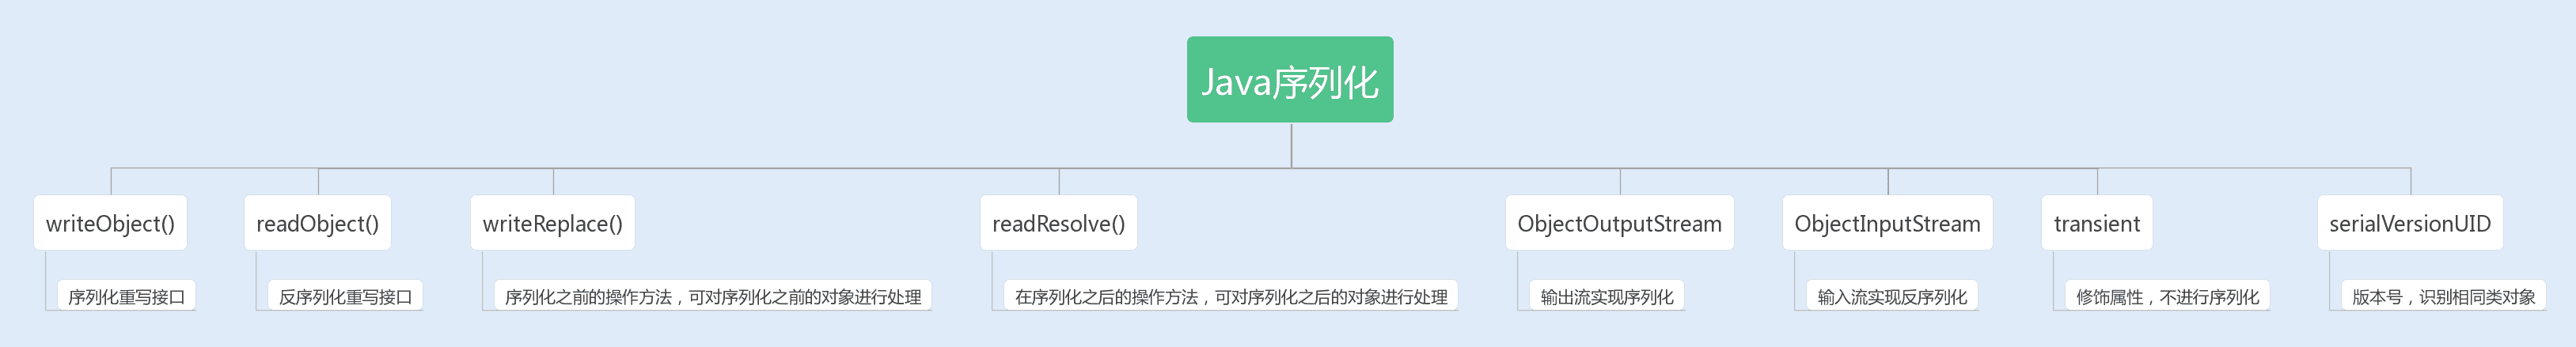 Java序列化
writeObject()
readObject()
writeReplace()
readResolve()
ObjectOutputStream
ObjectInputStream
transient
serialVersionUID
序列化重写接口
反序列化重写接口
序列化之前的操作方法，可对序列化之前的对象进行处理
在序列化之后的操作方法，可对序列化之后的对象进行处理
输出流实现序列化
输入流实现反序列化
修饰属性，不进行序列化
版本号，识别相同类对象